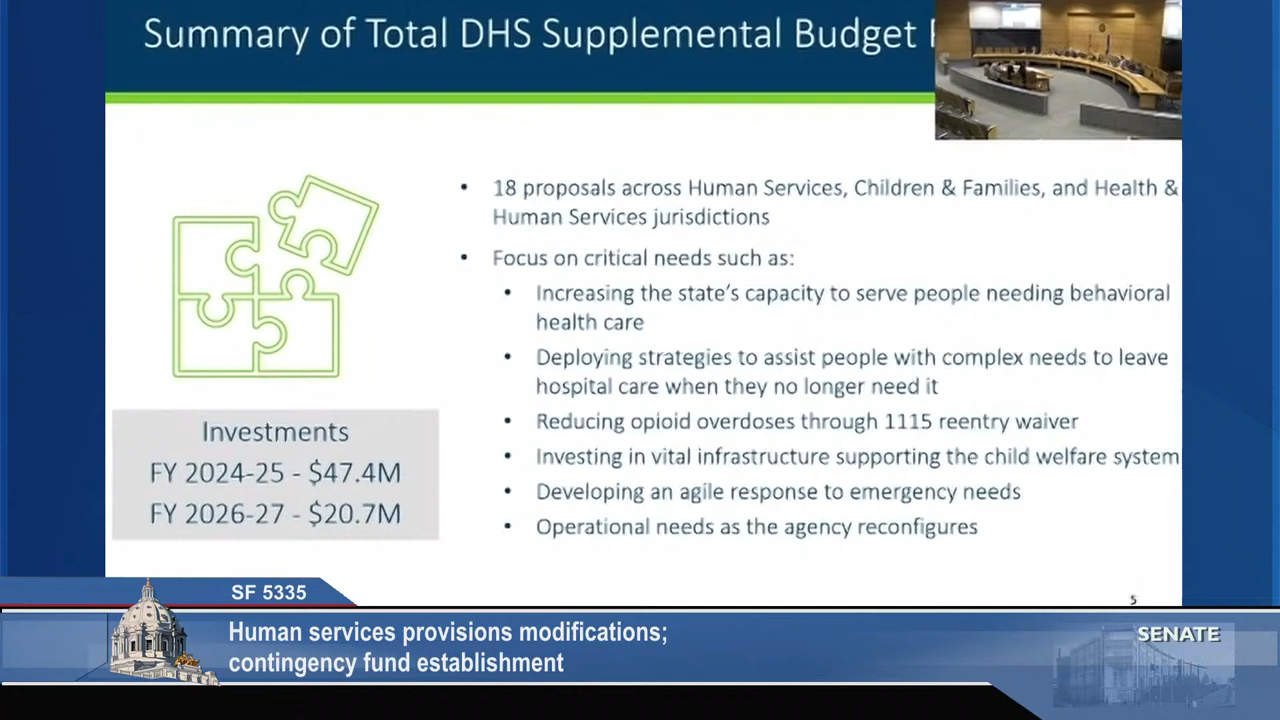 Summary of Total DHS Supplemental Budget
• 18 proposals across Human Services, Children & Families, and Health &
Human Services jurisdictions
• Focus on critical needs such as:
• Increasing the state's capacity to serve people needing behavioral
health care
• Deploying strategies to assist people with complex needs to leave
hospital care when they no longer need it
• Reducing opioid overdoses through 1115 reentry waiver
• Investing in vital infrastructure supporting the child welfare system
• Developing an agile response to emergency needs
• Operational needs as the agency reconfigures
Investments
FY 2024-25 - $47.4M
FY 2026-27 - $20.7M
5
SF 5335
Human services provisions modifications;
contingency fund establishment
SENATE